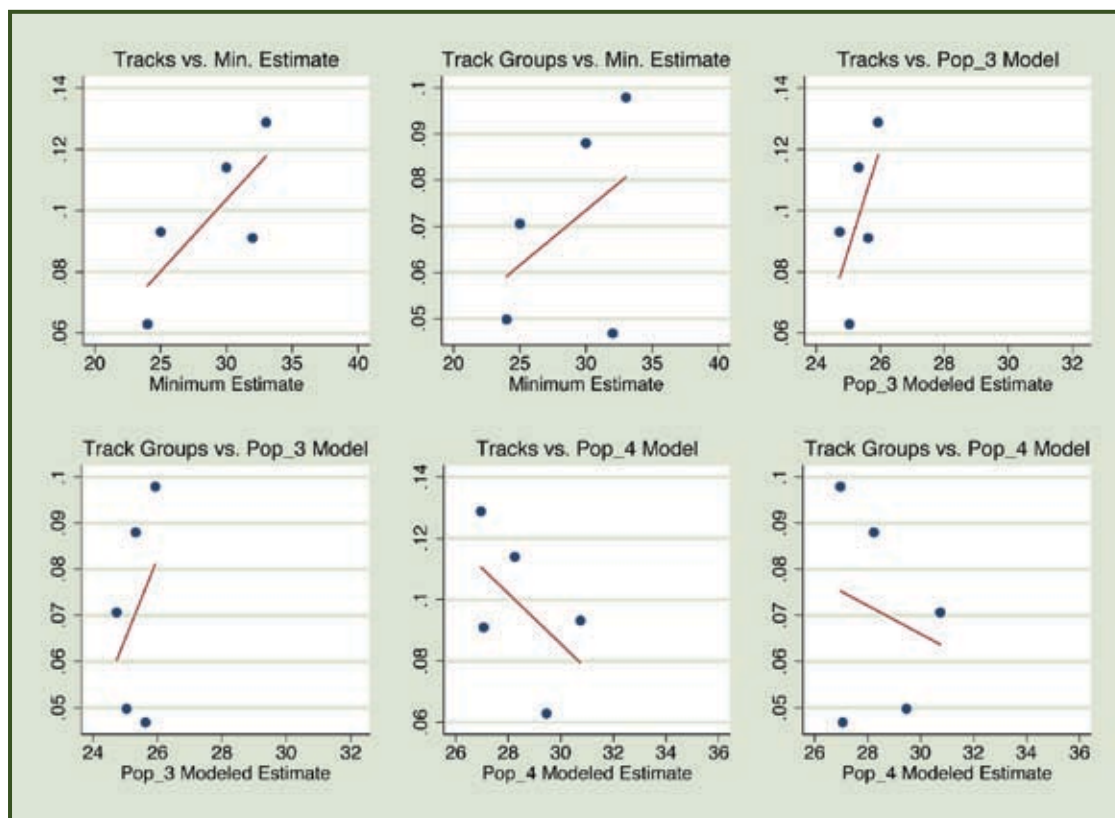 Tracks vs. Min. Estimate
.14
.12
.1
.08
.06
20 25 30 35 40
Minimum Estimate
Track Groups vs. Min. Estimate
.1
.09
.08
.07
.06
.05
20 25 30 35 40
Minimum Estimate
Tracks vs. Pop_3 Model
.14
.12
.1
.08
.06
24 26 28 30 32
Pop_3 Modeled Estimate
Track Groups vs. Pop_3 Model
.1
.09
.08
.07
.06
.05
24 26 28 30 32
Pop_3 Modeled Estimate
Tracks vs. Pop_4 Model
.14
.12
.1
.08
.06
26 28 30 32 34 36
Pop_4 Modeled Estimate
Track Groups vs. Pop_4 Model
.1
.09
.08
.07
.06
.05
26 28 30 32 34 36
Pop_4 Modeled Estimate